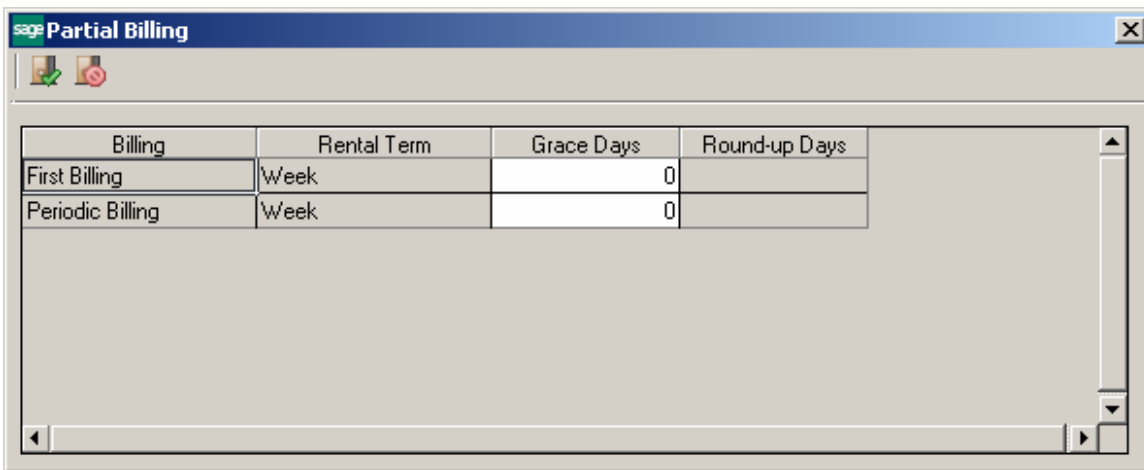 sage Partial Billing
Billing Rental Term Grace Days Round-up Days
First Billing Week 0
Periodic Billing Week 0